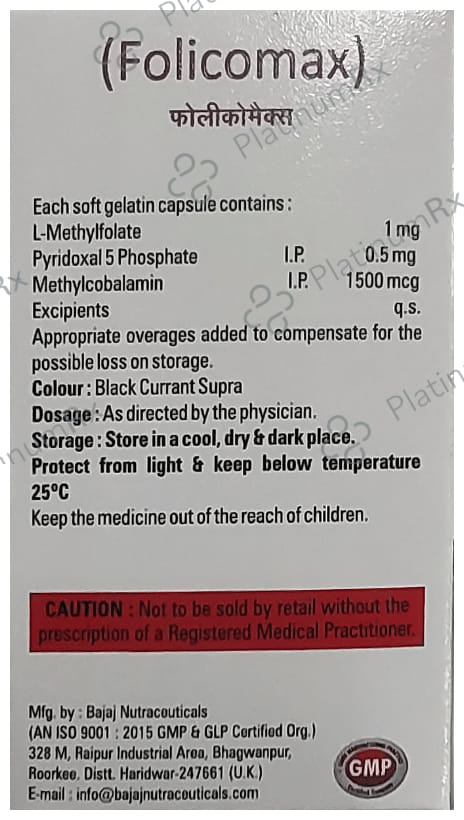 (Folicomax)
फोलीकोमैक्स
Each soft gelatin capsule contains :
L-Methylfolate 1 mg
Pyridoxal 5 Phosphate I.P. 0.5 mg
Methylcobalamin I.P. 1500 mcg
Excipients q.s.
Appropriate overages added to compensate for the
possible loss on storage.
Colour : Black Currant Supra
Dosage : As directed by the physician.
Storage : Store in a cool, dry & dark place.
Protect from light & keep below temperature
25ºC
Keep the medicine out of the reach of children.
CAUTION : Not to be sold by retail without the
prescription of a Registered Medical Practitioner.
Mfg. by : Bajaj Nutraceuticals
(AN ISO 9001 : 2015 GMP & GLP Certified Org.)
328 M, Raipur Industrial Area, Bhagwanpur,
Roorkee, Distt. Haridwar-247661 (U.K.)
E-mail : info@bajajnutraceuticals.com
GMP
PlatinumRx
PlatinumRx